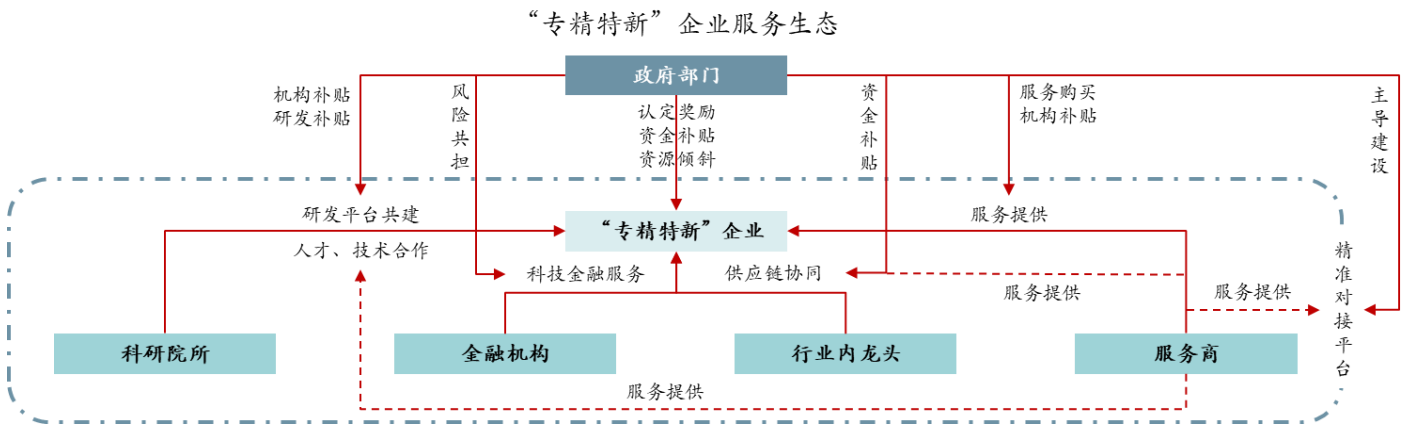 “专精特新”企业服务生态
政府部门
机构补贴
研发补贴
风险共担
认定奖励
资金补贴
资源倾斜
资金补贴
服务购买
机构补贴
主导建设
研发平台共建
“专精特新”企业
服务提供
人才、技术合作
科技金融服务
供应链协同
服务提供
服务提供
精准对接平台
科研院所
金融机构
行业内龙头
服务商
服务提供